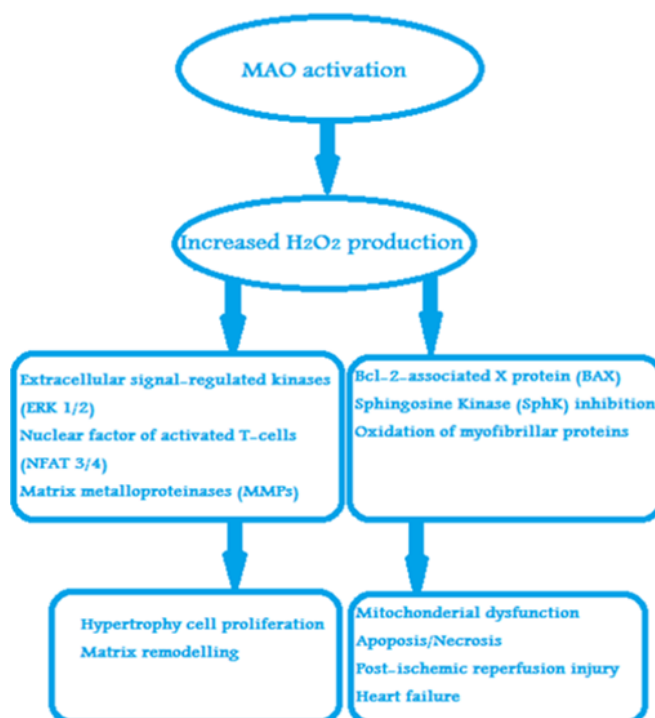 MAO activation
Increased H2O2 production
Extracellular signal-regulated kinases
(ERK 1/2)
Nuclear factor of activated T-cells
(NFAT 3/4)
Matrix metalloproteinases (MMPs)
Bcl-2-associated X protein (BAX)
Sphingosine Kinase (SphK) inhibition
Oxidation of myofibrillar proteins
Hypertrophy cell proliferation
Matrix remodelling
Mitochonderial dysfunction
Apoposis/Necrosis
Post-ischemic reperfusion injury
Heart failure